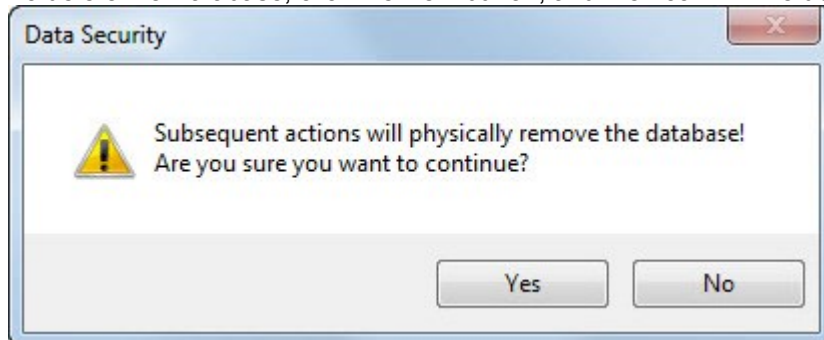 Data Security
Subsequent actions will physically remove the database!
Are you sure you want to continue?
Yes No